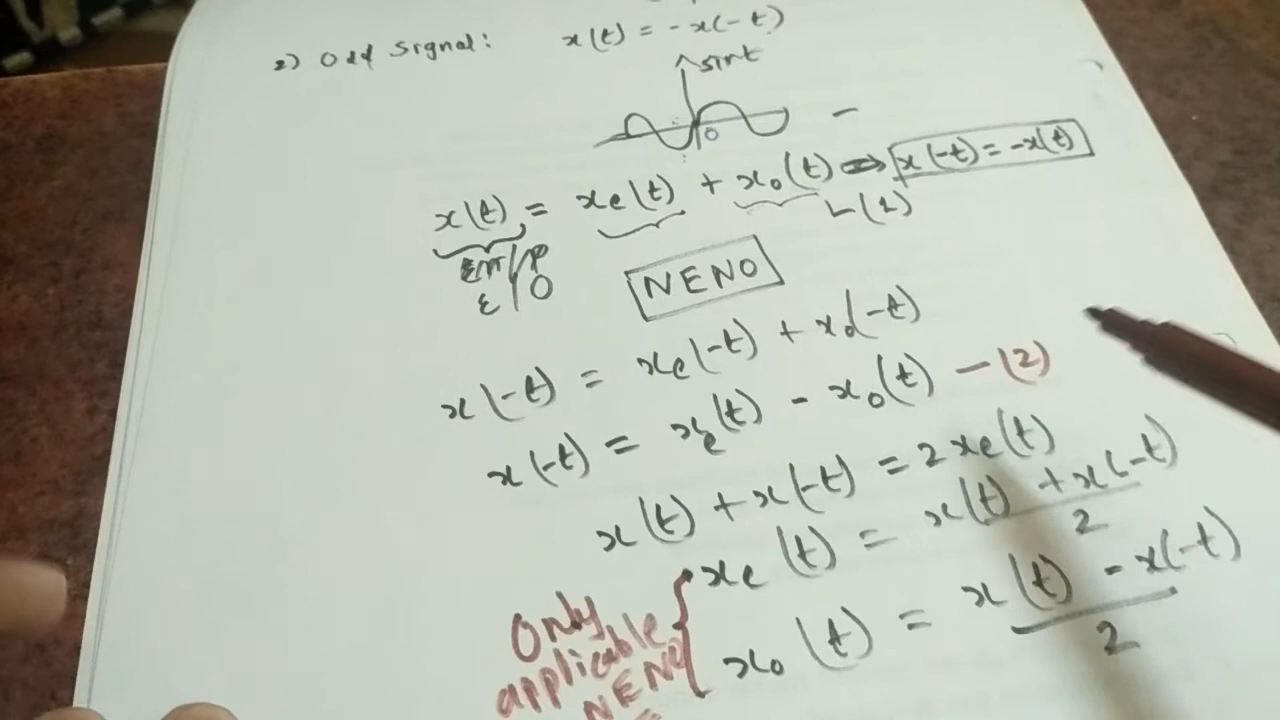 2) Odd Signal: x(t) = -x(-t)
sint
0
x(t) = xe(t) + xo(t) ⇒ x(-t) = -x(t)
(1)
E/O
NENO
x(-t) = xe(-t) + xo(-t)
x(-t) = xe(t) - xo(t) - (2)
x(t) + x(-t) = 2xe(t)
xe(t) = x(t) + x(-t) / 2
xo(t) = x(t) - x(-t) / 2
Only
applicable
NENO